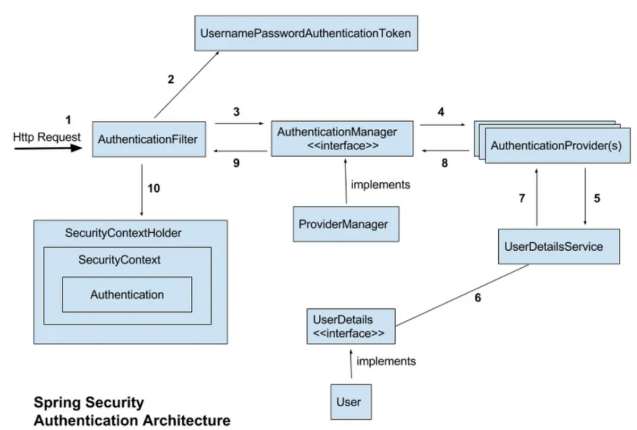 UsernamePasswordAuthenticationToken
2
1
Http Request
AuthenticationFilter
3
9
AuthenticationManager
<<interface>>
4
8
AuthenticationProvider(s)
implements
ProviderManager
7
5
UserDetailsService
10
SecurityContextHolder
SecurityContext
Authentication
6
UserDetails
<<interface>>
implements
User
Spring Security
Authentication Architecture